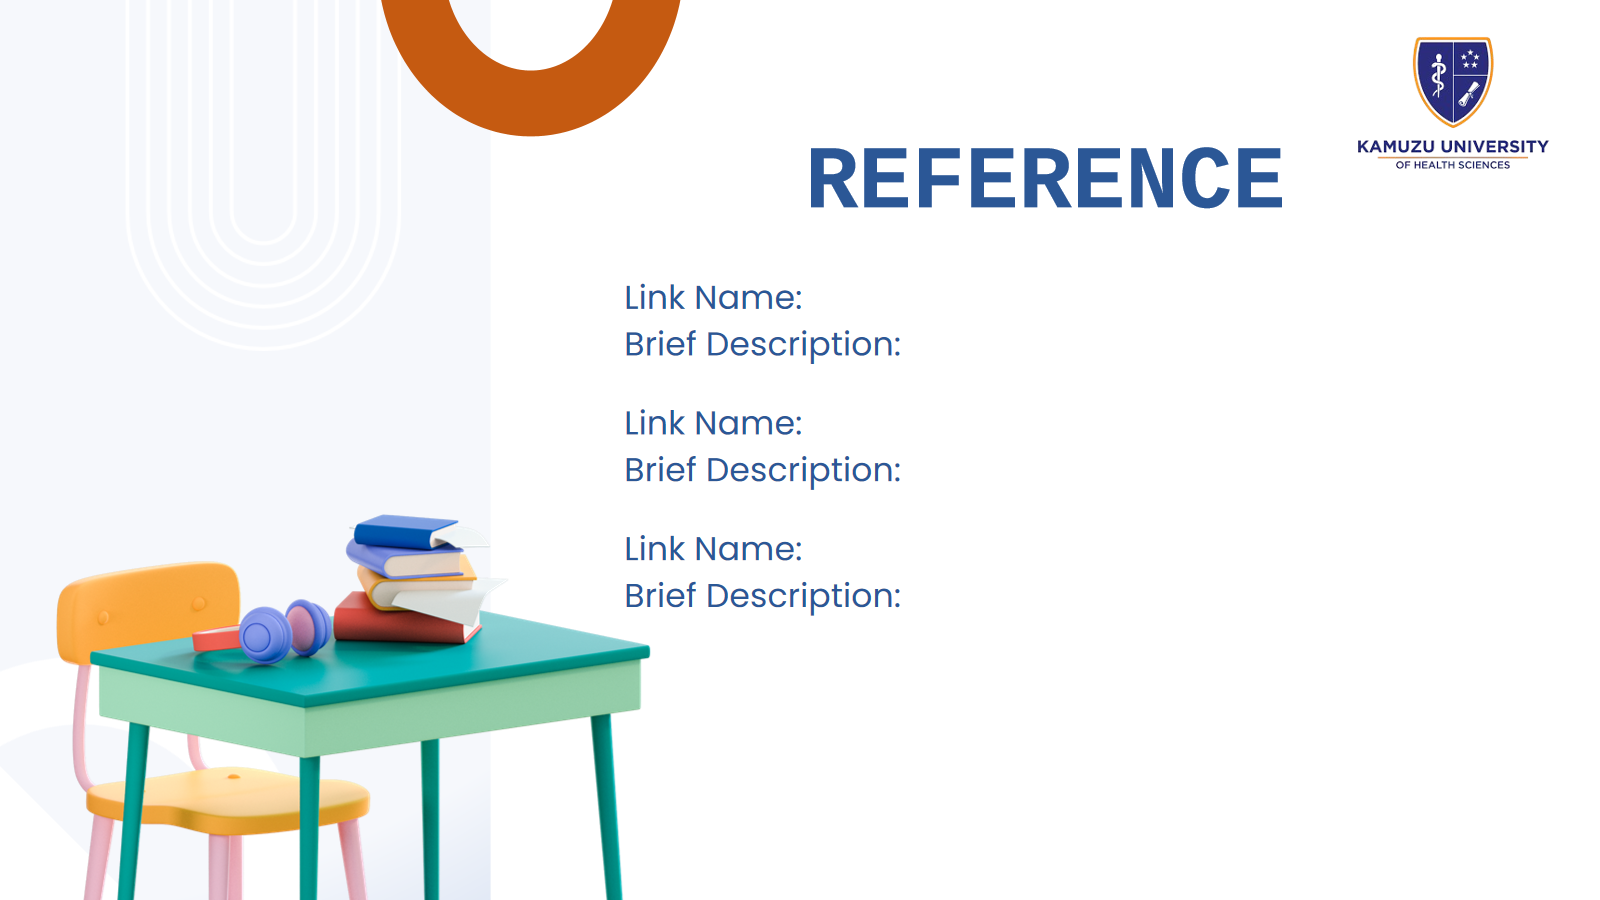 KAMUZU UNIVERSITY
OF HEALTH SCIENCES
REFERENCE
Link Name:
Brief Description:
Link Name:
Brief Description:
Link Name:
Brief Description: